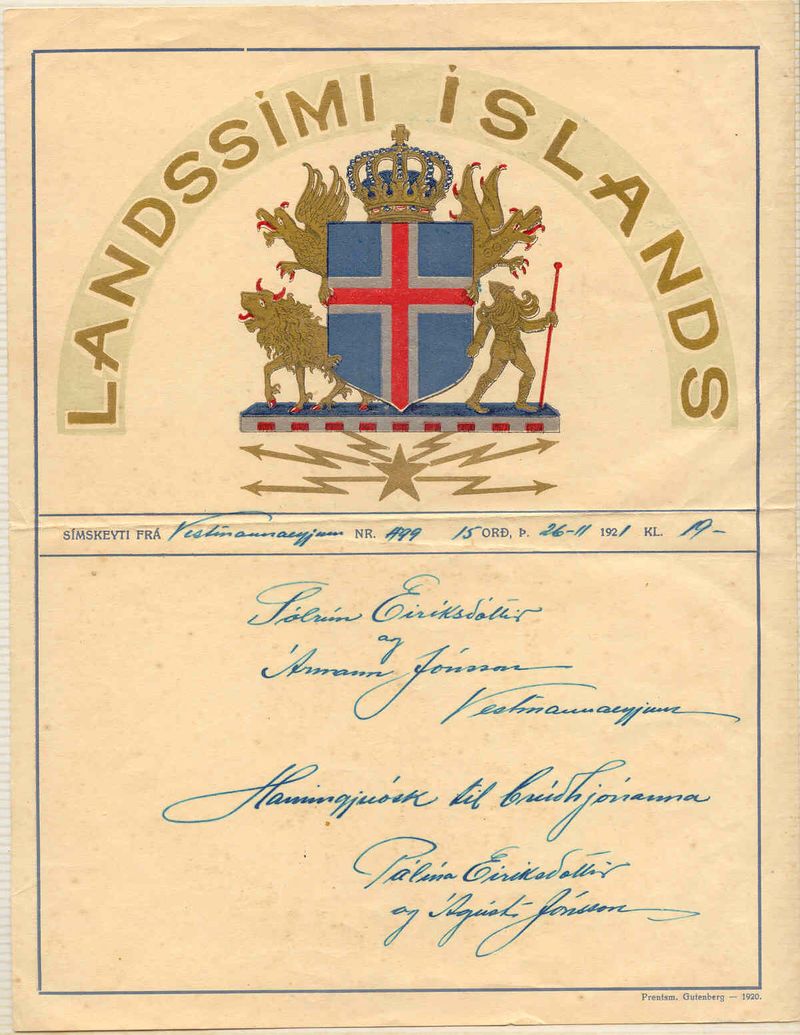 LANDSSÍMI ÍSLANDS
SÍMSKEYTI FRÁ Vestmannaeyjum NR. 499 15 ORÐ, Þ. 26-11 1921 KL. 19-
Sólrún Eiríksdóttir
og
Ármann Jónsson
Vestmannaeyjum
Hamingjuósk til brúðhjónanna
Pálína Eiríksdóttir
og Ágúst Jónsson
Prentsm. Gutenberg — 1920.